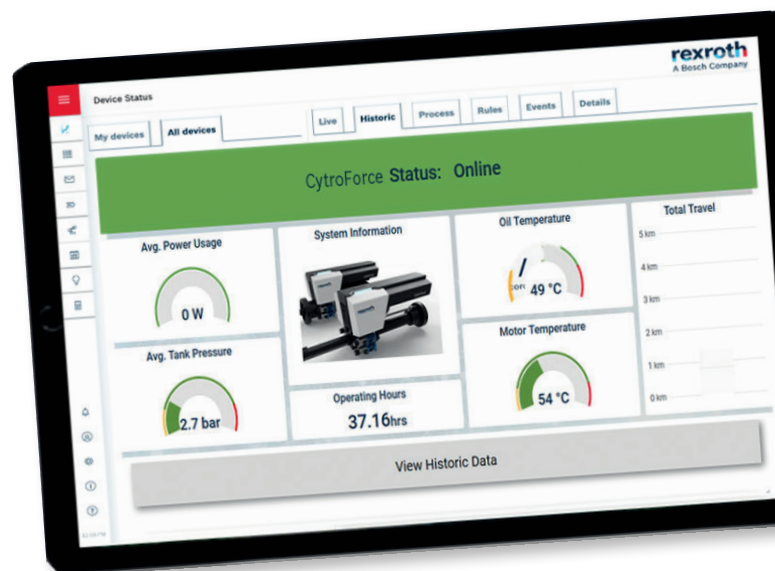 rexroth
A Bosch Company
Device Status
My devices
All devices
Live
Historic
Process
Rules
Events
Details
CytroForce Status: Online
Avg. Power Usage
0 W
System Information
Oil Temperature
49 °C
Total Travel
5 km
4 km
3 km
2 km
1 km
0 km
Avg. Tank Pressure
2.7 bar
Operating Hours
37.16hrs
Motor Temperature
54 °C
View Historic Data